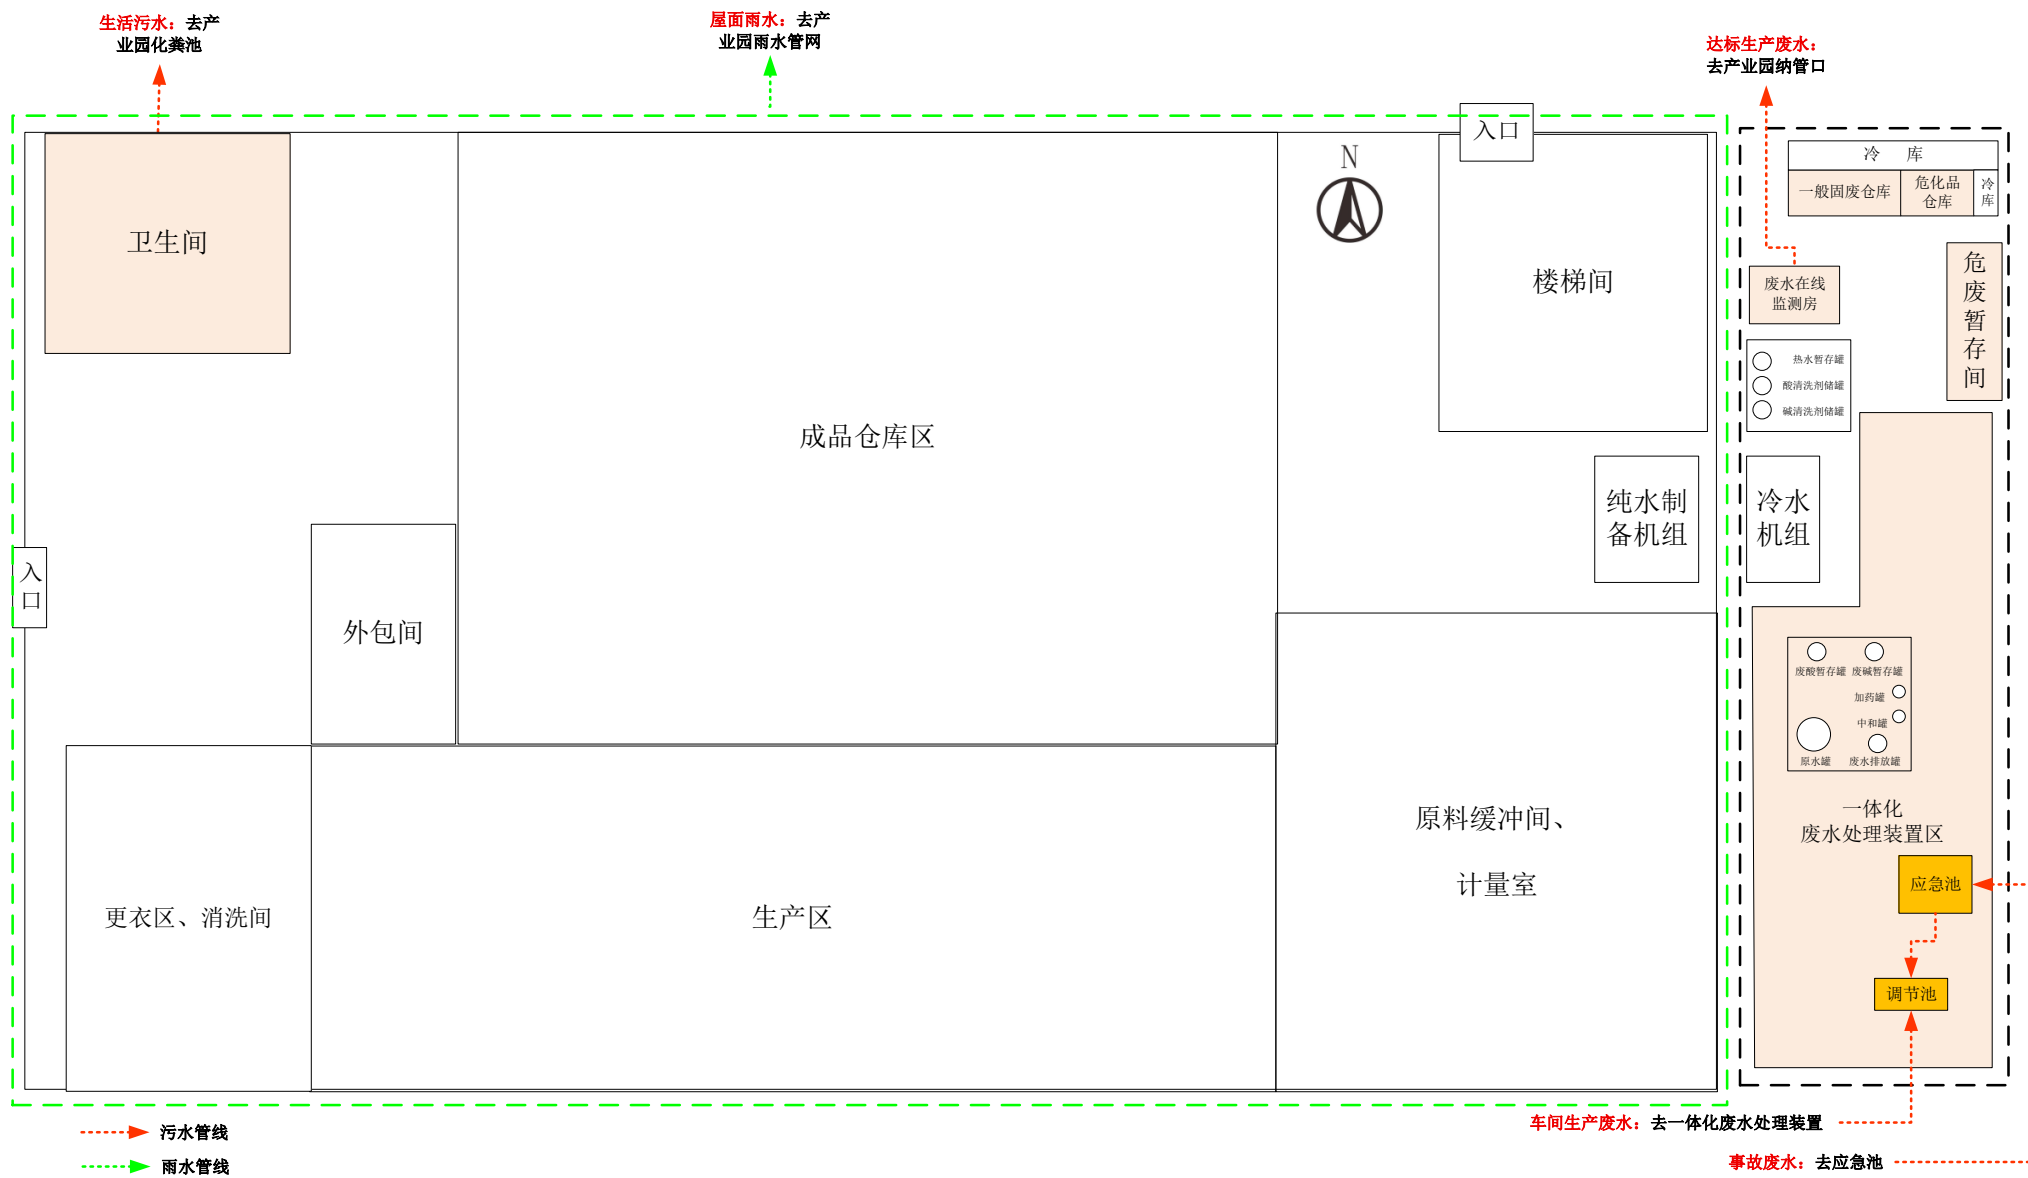 生活污水：去产
业园化粪池
屋面雨水：去产
业园雨水管网
达标生产废水：
去产业园纳管口
入口
N
冷 库
一般固废仓库
危化品
仓库
冷
库
卫生间
楼梯间
废水在线
监测房
危
废
暂
存
间
热水暂存罐
酸清洗剂储罐
碱清洗剂储罐
成品仓库区
纯水制
备机组
冷水
机组
入
口
外包间
废酸暂存罐
废碱暂存罐
加药罐
中和罐
原水罐
废水排放罐
原料缓冲间、
计量室
一体化
废水处理装置区
应急池
更衣区、消洗间
生产区
调节池
车间生产废水：去一体化废水处理装置
污水管线
事故废水：去应急池
雨水管线